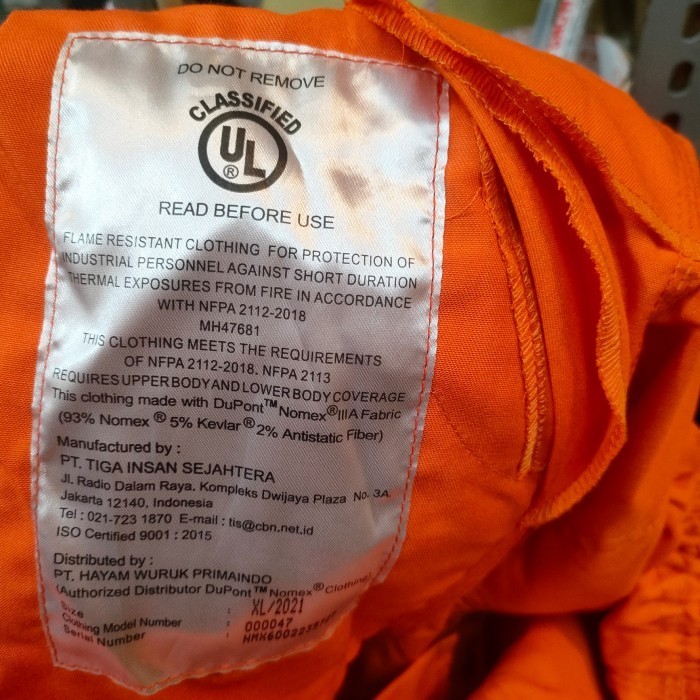 DO NOT REMOVE
CLASSIFIED
UL
®
READ BEFORE USE
FLAME RESISTANT CLOTHING FOR PROTECTION OF
INDUSTRIAL PERSONNEL AGAINST SHORT DURATION
THERMAL EXPOSURES FROM FIRE IN ACCORDANCE
WITH NFPA 2112-2018
MH47681
THIS CLOTHING MEETS THE REQUIREMENTS
OF NFPA 2112-2018. NFPA 2113
REQUIRES UPPER BODY AND LOWER BODY COVERAGE
This clothing made with DuPont™ Nomex®IIIA Fabric
(93% Nomex ® 5% Kevlar ® 2% Antistatic Fiber)
Manufactured by :
PT. TIGA INSAN SEJAHTERA
Jl. Radio Dalam Raya. Kompleks Dwijaya Plaza No. 3A.
Jakarta 12140, Indonesia
Tel : 021-723 1870 E-mail : tis@cbn.net.id
ISO Certified 9001 : 2015
Distributed by :
PT. HAYAM WURUK PRIMAINDO
(Authorized Distributor DuPont™ Nomex® Clothing)
Size : XL/2021
Clothing Model Number : 000047
Serial Number :